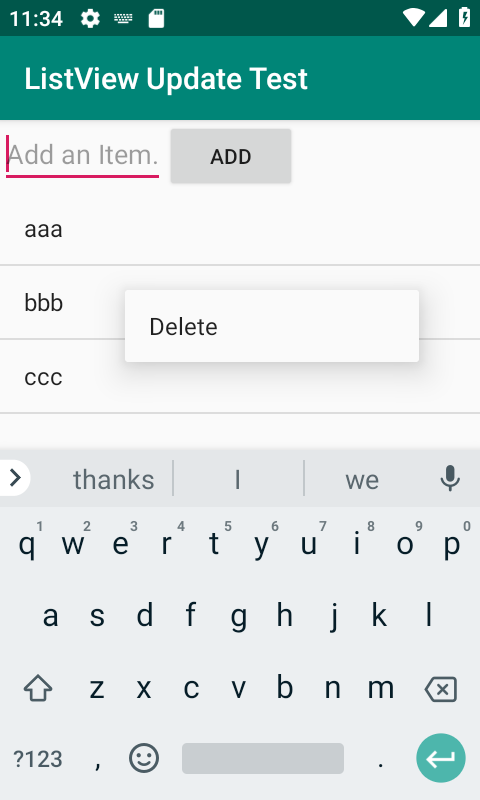 11:34
ListView Update Test
Add an Item.
ADD
aaa
bbb
Delete
ccc
thanks I we
1 2 3 4 5 6 7 8 9 0
q w e r t y u i o p
a s d f g h j k l
z x c v b n m
?123 , .